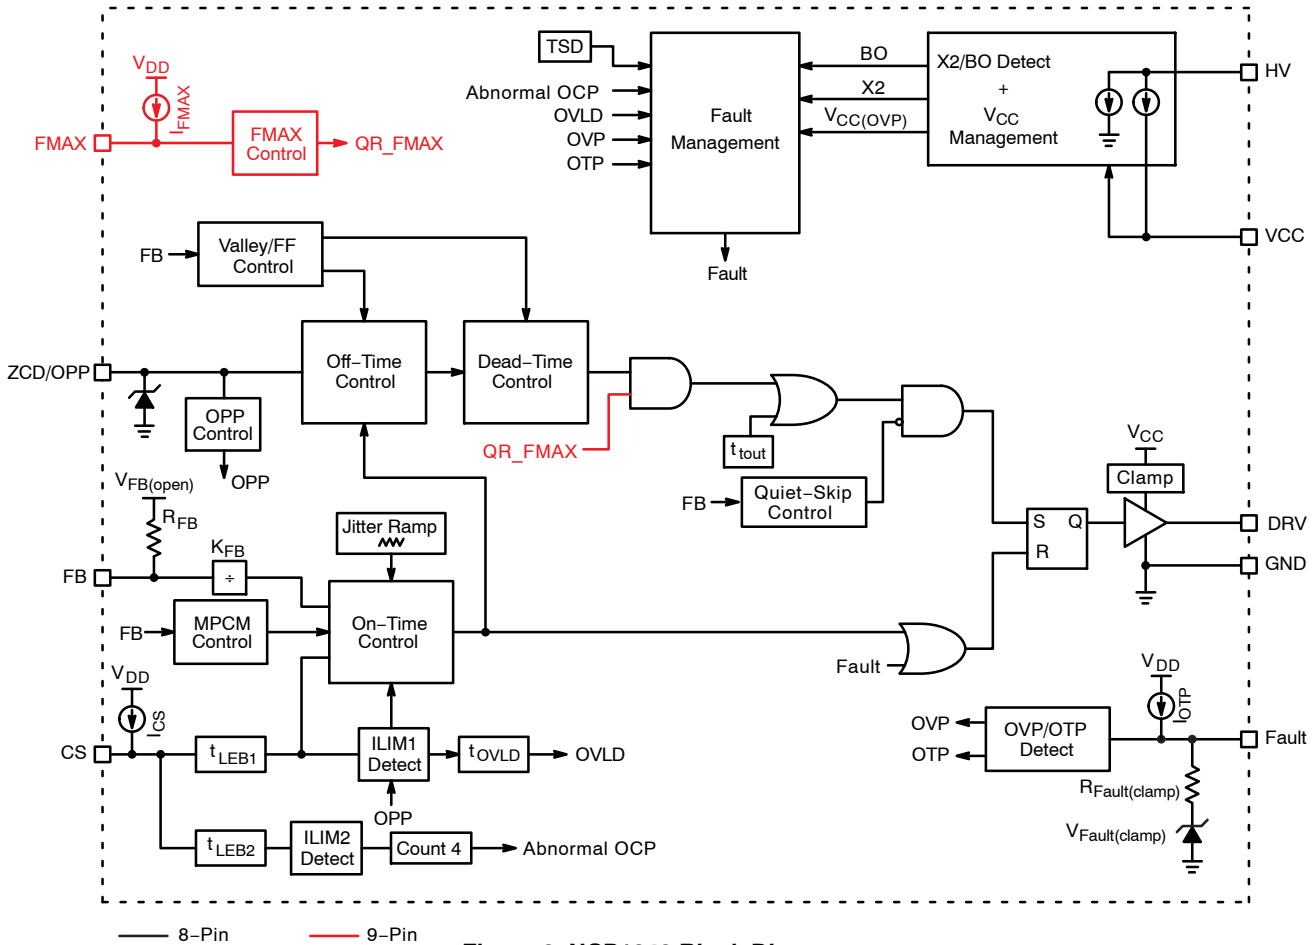 TSD
Abnormal OCP
OVLD
OVP
OTP
Fault
Management
BO
X2
VCC(OVP)
X2/BO Detect
+
VCC
Management
HV
VCC
Fault
VDD
IFMAX
FMAX
FMAX
Control
QR_FMAX
FB
Valley/FF
Control
ZCD/OPP
Off-Time
Control
Dead-Time
Control
OPP
Control
OPP
QR_FMAX
ttout
FB
Quiet-Skip
Control
VCC
Clamp
S
Q
R
DRV
GND
VFB(open)
RFB
KFB
÷
FB
Jitter Ramp
FB
MPCM
Control
On-Time
Control
Fault
VDD
ICS
CS
tLEB1
ILIM1
Detect
tOVLD
OVLD
OPP
tLEB2
ILIM2
Detect
Count 4
Abnormal OCP
VDD
IOTP
OVP
OTP
OVP/OTP
Detect
Fault
RFault(clamp)
VFault(clamp)
8-Pin
9-Pin